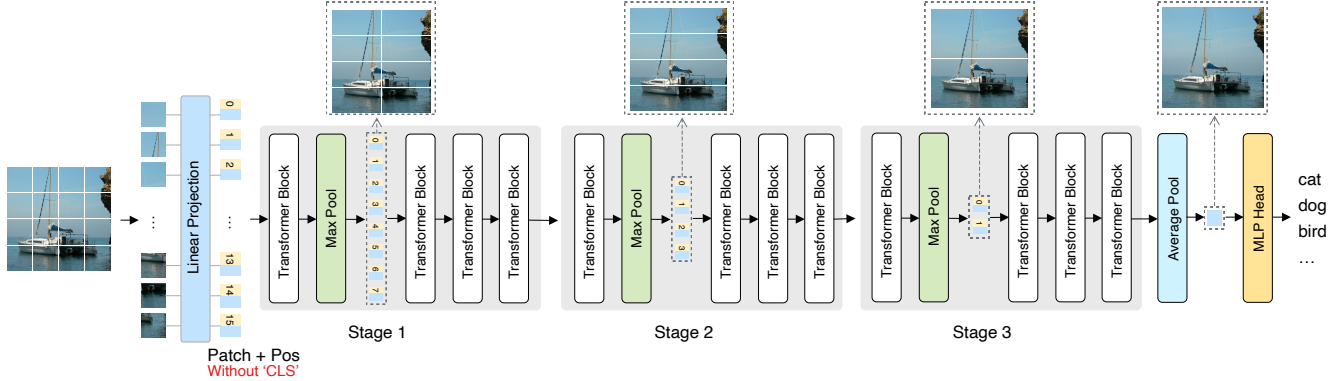 0
1
2
...
13
14
15
Linear Projection
Patch + Pos
Without 'CLS'
Transformer Block
Max Pool
0
1
2
3
4
5
6
7
Transformer Block
Transformer Block
Transformer Block
Stage 1
Transformer Block
Max Pool
0
1
2
3
Transformer Block
Transformer Block
Transformer Block
Stage 2
Transformer Block
Max Pool
0
1
Transformer Block
Transformer Block
Transformer Block
Stage 3
Average Pool
MLP Head
cat
dog
bird
...